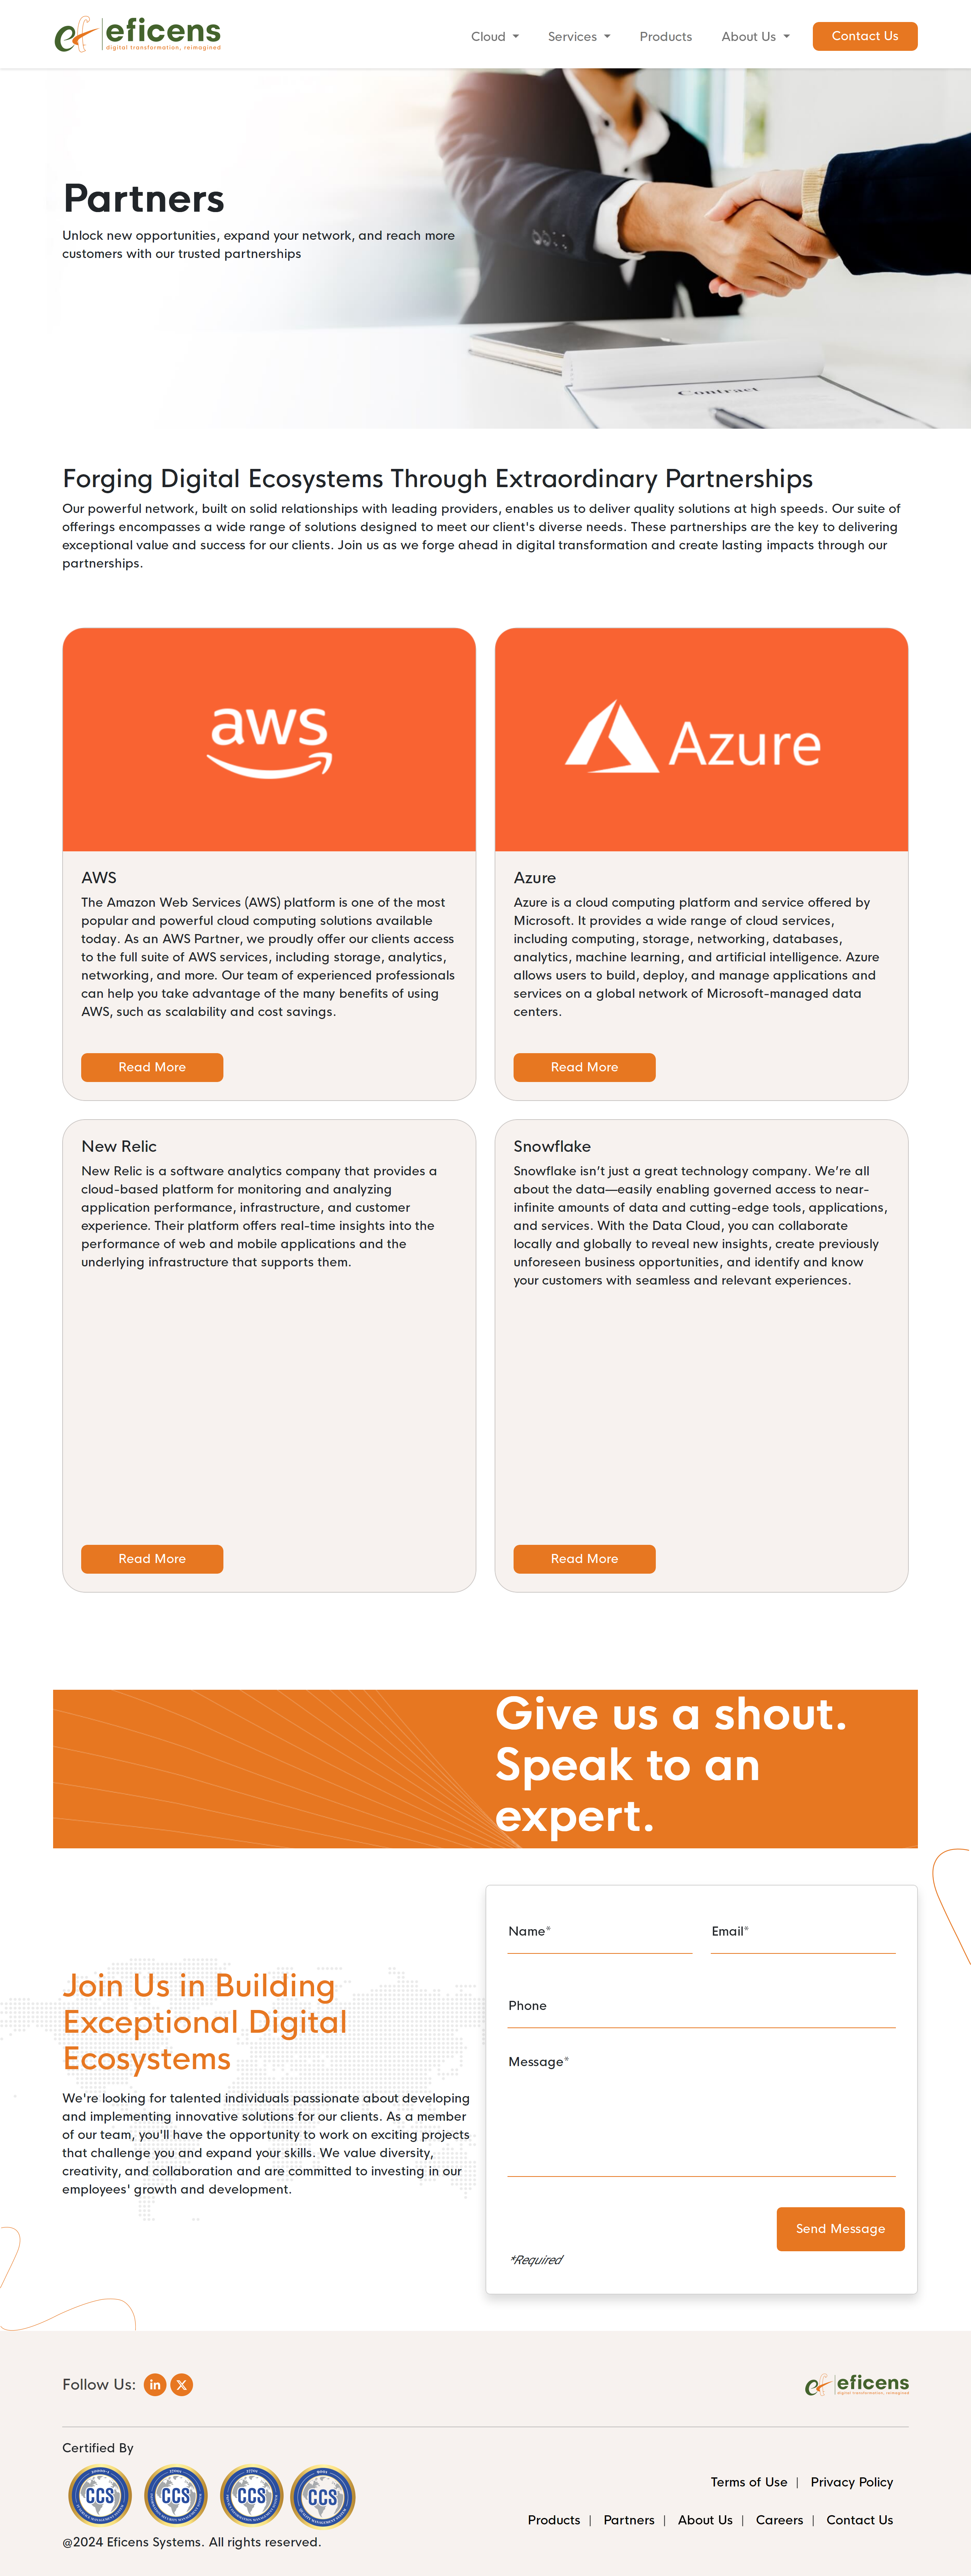 eficens
digital transformation, reimagined
Cloud
Services
Products
About Us
Contact Us
Partners
Unlock new opportunities, expand your network, and reach more
customers with our trusted partnerships
Contract
Forging Digital Ecosystems Through Extraordinary Partnerships
Our powerful network, built on solid relationships with leading providers, enables us to deliver quality solutions at high speeds. Our suite of
offerings encompasses a wide range of solutions designed to meet our client's diverse needs. These partnerships are the key to delivering
exceptional value and success for our clients. Join us as we forge ahead in digital transformation and create lasting impacts through our
partnerships.
aws
AWS
The Amazon Web Services (AWS) platform is one of the most
popular and powerful cloud computing solutions available
today. As an AWS Partner, we proudly offer our clients access
to the full suite of AWS services, including storage, analytics,
networking, and more. Our team of experienced professionals
can help you take advantage of the many benefits of using
AWS, such as scalability and cost savings.
Read More
Azure
Azure
Azure is a cloud computing platform and service offered by
Microsoft. It provides a wide range of cloud services,
including computing, storage, networking, databases,
analytics, machine learning, and artificial intelligence. Azure
allows users to build, deploy, and manage applications and
services on a global network of Microsoft-managed data
centers.
Read More
New Relic
New Relic is a software analytics company that provides a
cloud-based platform for monitoring and analyzing
application performance, infrastructure, and customer
experience. Their platform offers real-time insights into the
performance of web and mobile applications and the
underlying infrastructure that supports them.
Read More
Snowflake
Snowflake isn’t just a great technology company. We’re all
about the data—easily enabling governed access to near-
infinite amounts of data and cutting-edge tools, applications,
and services. With the Data Cloud, you can collaborate
locally and globally to reveal new insights, create previously
unforeseen business opportunities, and identify and know
your customers with seamless and relevant experiences.
Read More
Give us a shout.
Speak to an
expert.
Join Us in Building
Exceptional Digital
Ecosystems
We're looking for talented individuals passionate about developing
and implementing innovative solutions for our clients. As a member
of our team, you'll have the opportunity to work on exciting projects
that challenge you and expand your skills. We value diversity,
creativity, and collaboration and are committed to investing in our
employees' growth and development.
Name*
Email*
Phone
Message*
Send Message
*Required
Follow Us:
in
X
eficens
digital transformation, reimagined
Certified By
CCS
CCS
CCS
CCS
@2024 Eficens Systems. All rights reserved.
Terms of Use | Privacy Policy
Products | Partners | About Us | Careers | Contact Us